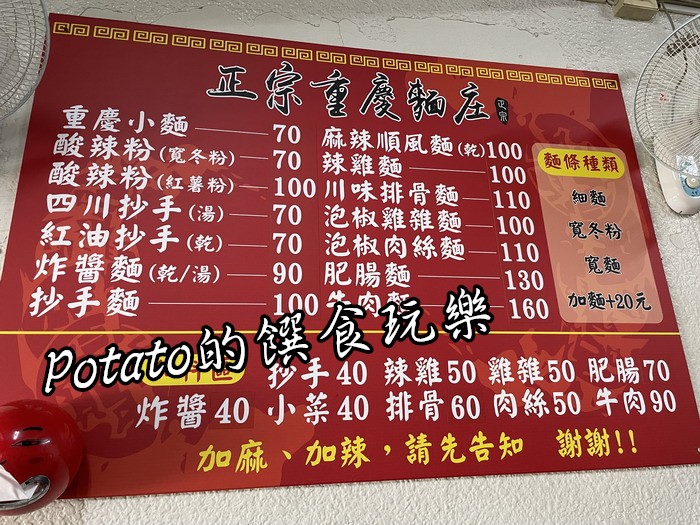 正宗重慶麵庄
正宗
重慶小麵 70
酸辣粉(寬冬粉) 70
酸辣粉(紅薯粉) 100
四川抄手(湯) 70
紅油抄手(乾) 70
炸醬麵(乾/湯) 90
抄手麵 100
麻辣順風麵(乾)100
辣雞麵 100
川味排骨麵 110
泡椒雞雜麵 100
泡椒肉絲麵 110
肥腸麵 130
牛肉麵 160
麵條種類
細麵
寬冬粉
寬麵
加麵+20元
potato的饌食玩樂
抄手40 辣雞50 雞雜50 肥腸70
炸醬40 小菜40 排骨60 肉絲50 牛肉90
加麻、加辣，請先告知 謝謝!!